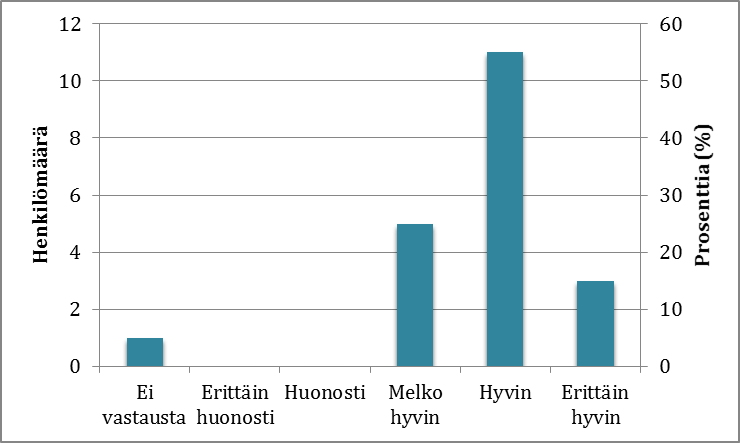 12
10
8
6
4
2
0
Henkilömäärä
60
50
40
30
20
10
0
Prosenttia (%)
Ei
vastausta
Erittäin
huonosti
Huonosti
Melko
hyvin
Hyvin
Erittäin
hyvin